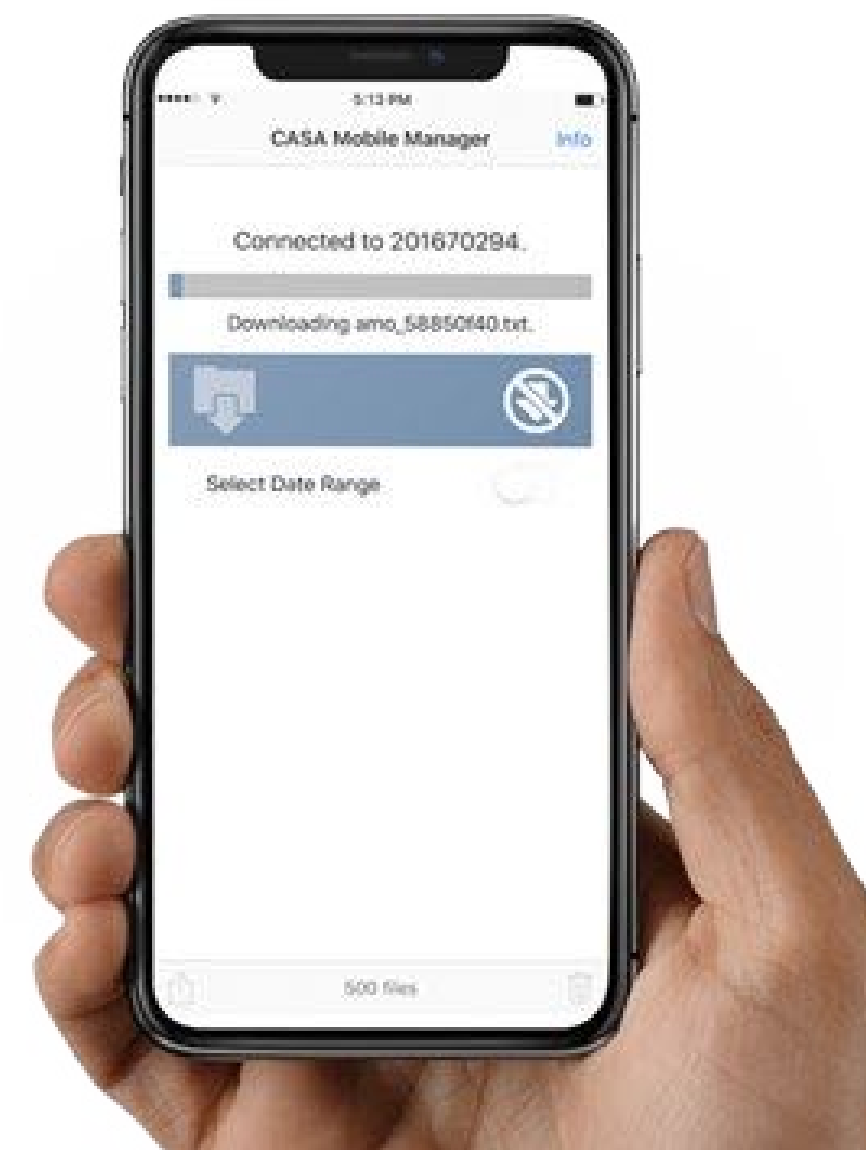 5:13 PM
CASA Mobile Manager
Info
Connected to 201670294.
Downloading amo_58850f40.txt.
Select Date Range
500 files